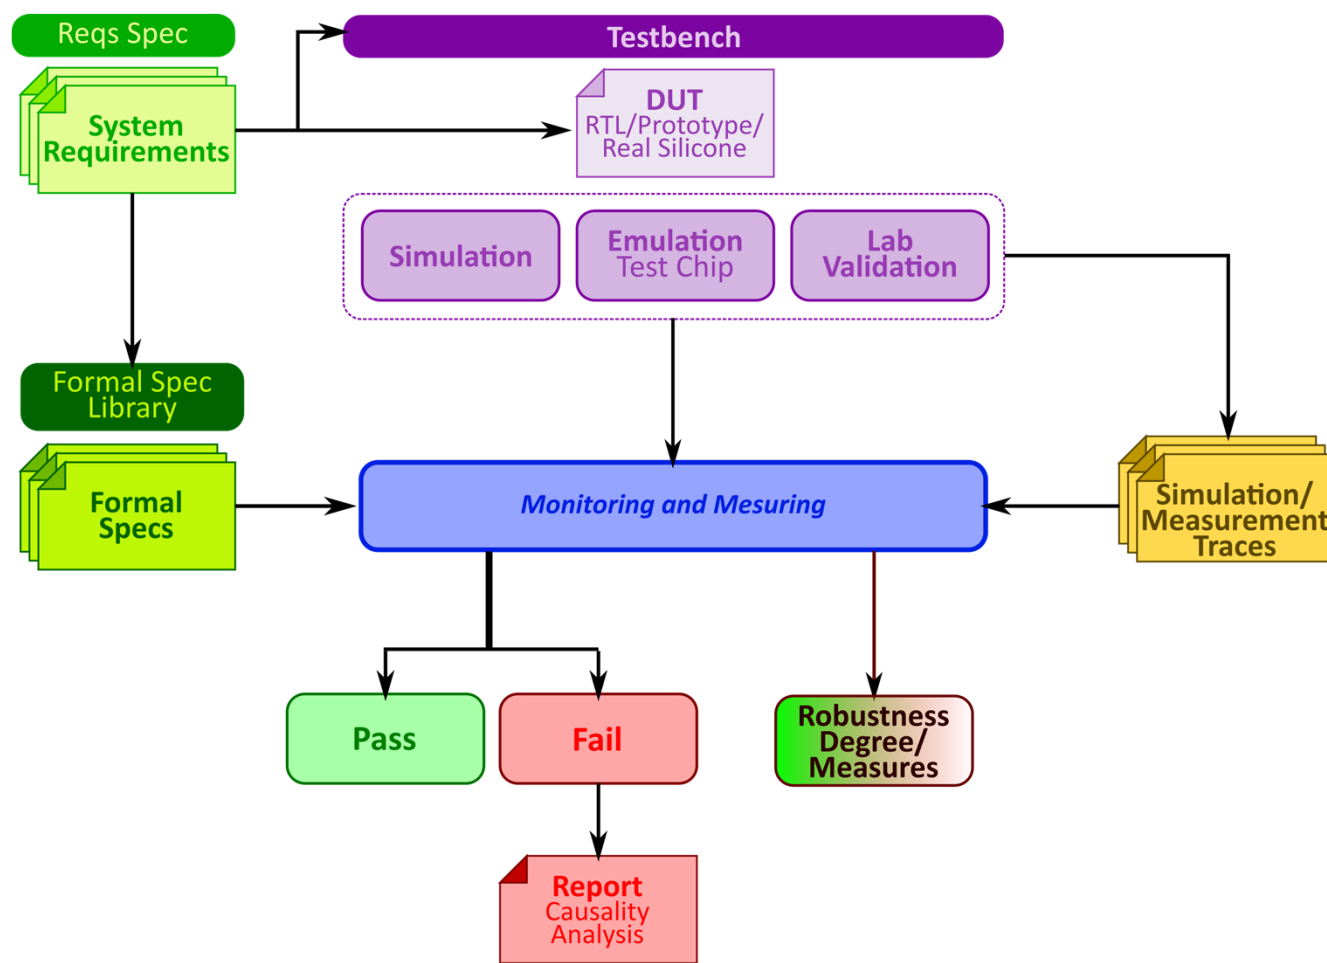 Reqs Spec
Testbench
System
Requirements
DUT
RTL/Prototype/
Real Silicone
Simulation
Emulation
Test Chip
Lab
Validation
Formal Spec
Library
Formal
Specs
Monitoring and Mesuring
Simulation/
Measurement
Traces
Pass
Fail
Robustness
Degree/
Measures
Report
Causality
Analysis